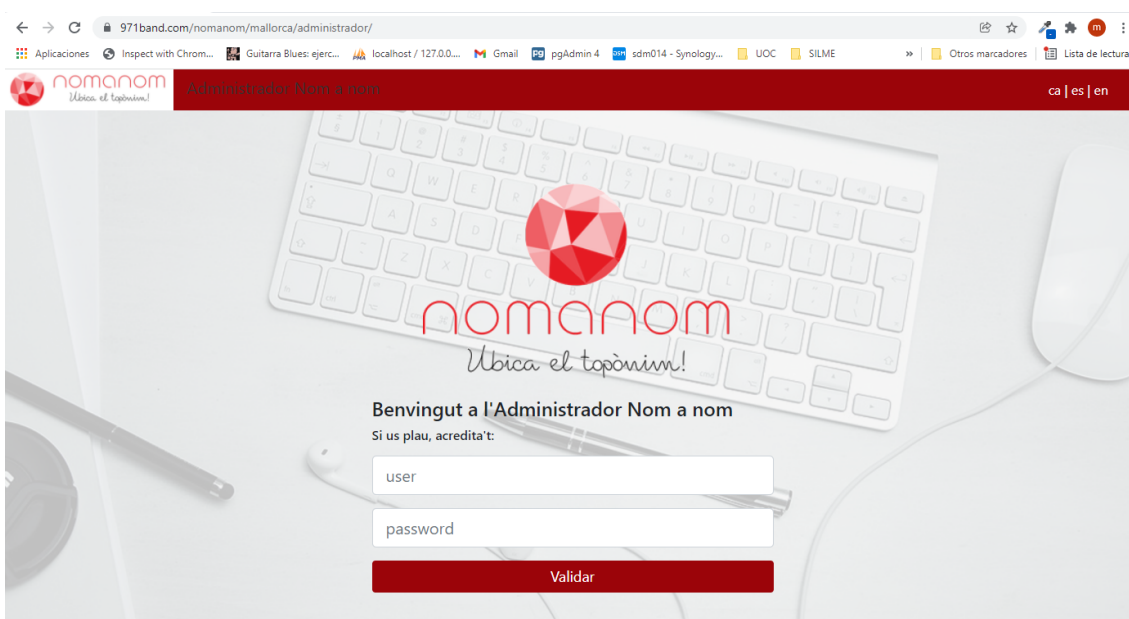 971band.com/nomanom/mallorca/administrador/
m
Aplicaciones Inspect with Chrom... Guitarra Blues: ejerc... localhost / 127.0.0.... Gmail pgAdmin 4 sdm014 - Synology... UOC SILME » Otros marcadores Lista de lectura
nomanom
Ubica el topònim!
Administrador Nom a nom
ca | es | en
nomanom
Ubica el topònim!
Benvingut a l'Administrador Nom a nom
Si us plau, acredita't:
user
password
Validar